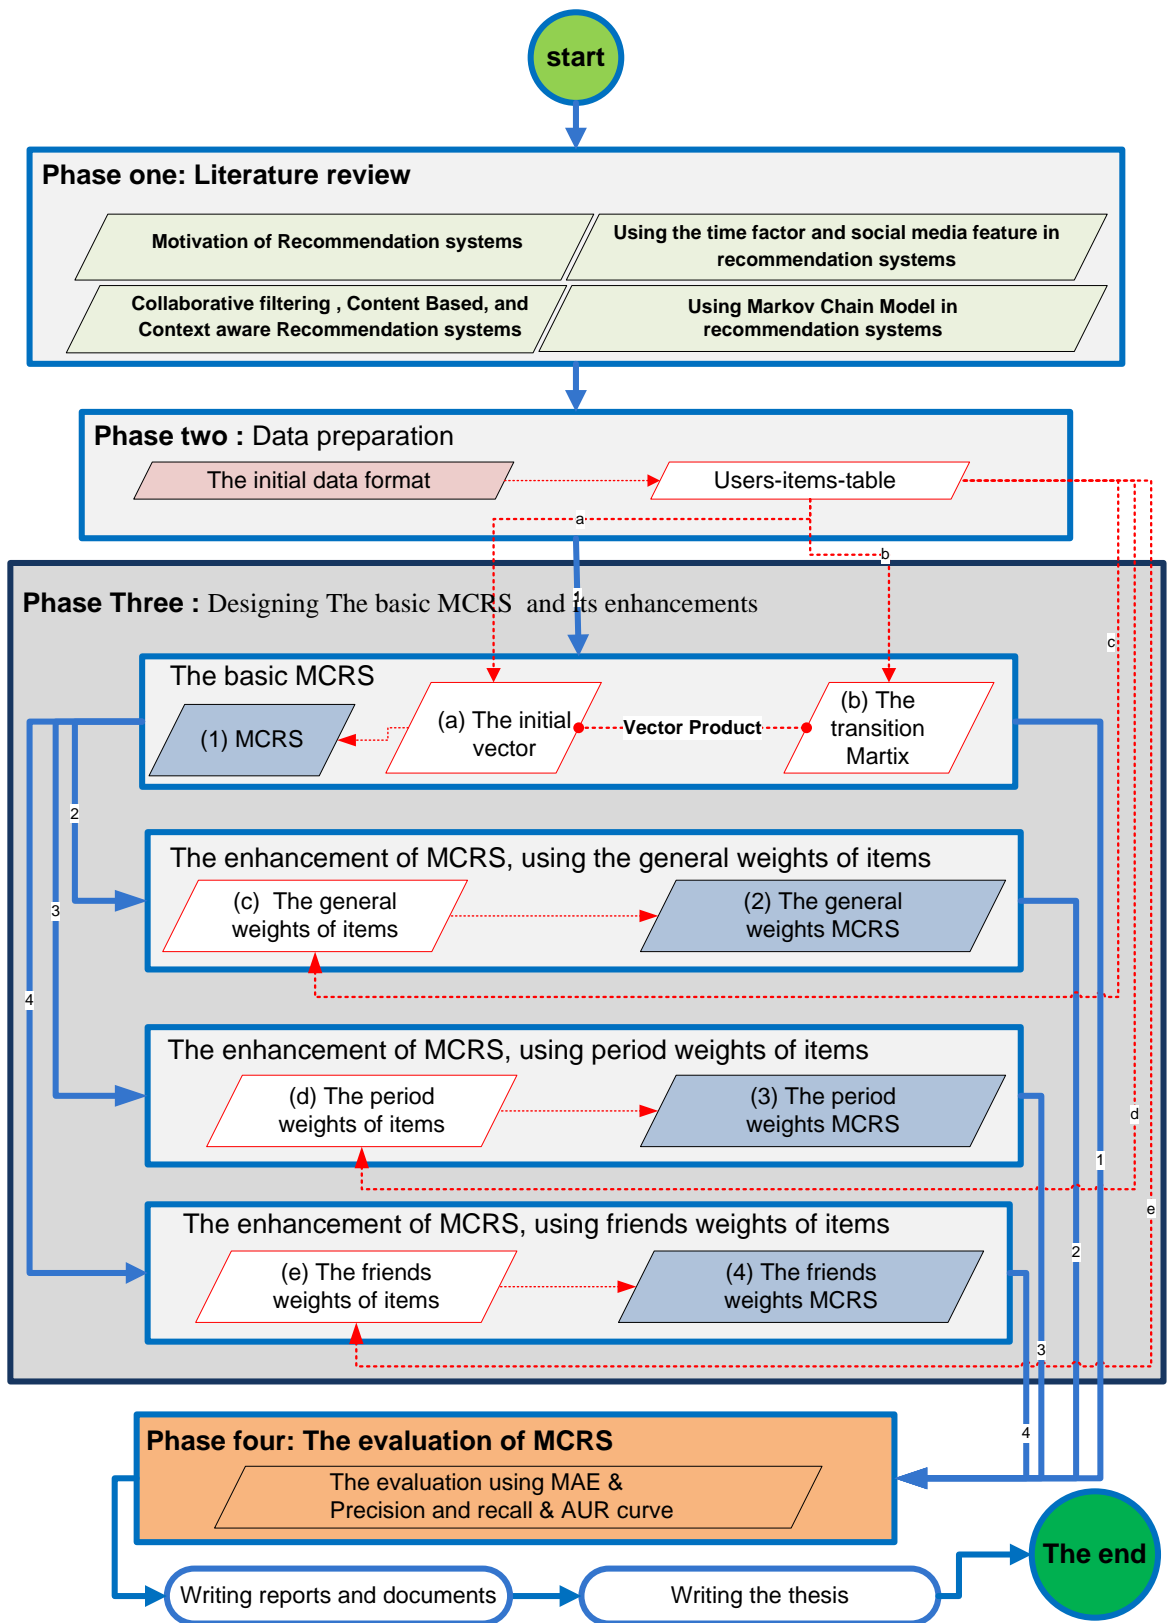 start
Phase one: Literature review
Motivation of Recommendation systems
Using the time factor and social media feature in
recommendation systems
Collaborative filtering , Content Based, and
Context aware Recommendation systems
Using Markov Chain Model in
recommendation systems
Phase two : Data preparation
The initial data format
Users-items-table
a
b
Phase Three : Designing The basic MCRS and its enhancements
1
c
The basic MCRS
(1) MCRS
(a) The initial
vector
Vector Product
(b) The
transition
Martix
2
The enhancement of MCRS, using the general weights of items
(c) The general
weights of items
(2) The general
weights MCRS
3
4
The enhancement of MCRS, using period weights of items
(d) The period
weights of items
(3) The period
weights MCRS
d
1
e
The enhancement of MCRS, using friends weights of items
(e) The friends
weights of items
(4) The friends
weights MCRS
2
3
4
Phase four: The evaluation of MCRS
The evaluation using MAE &
Precision and recall & AUR curve
The end
Writing reports and documents
Writing the thesis